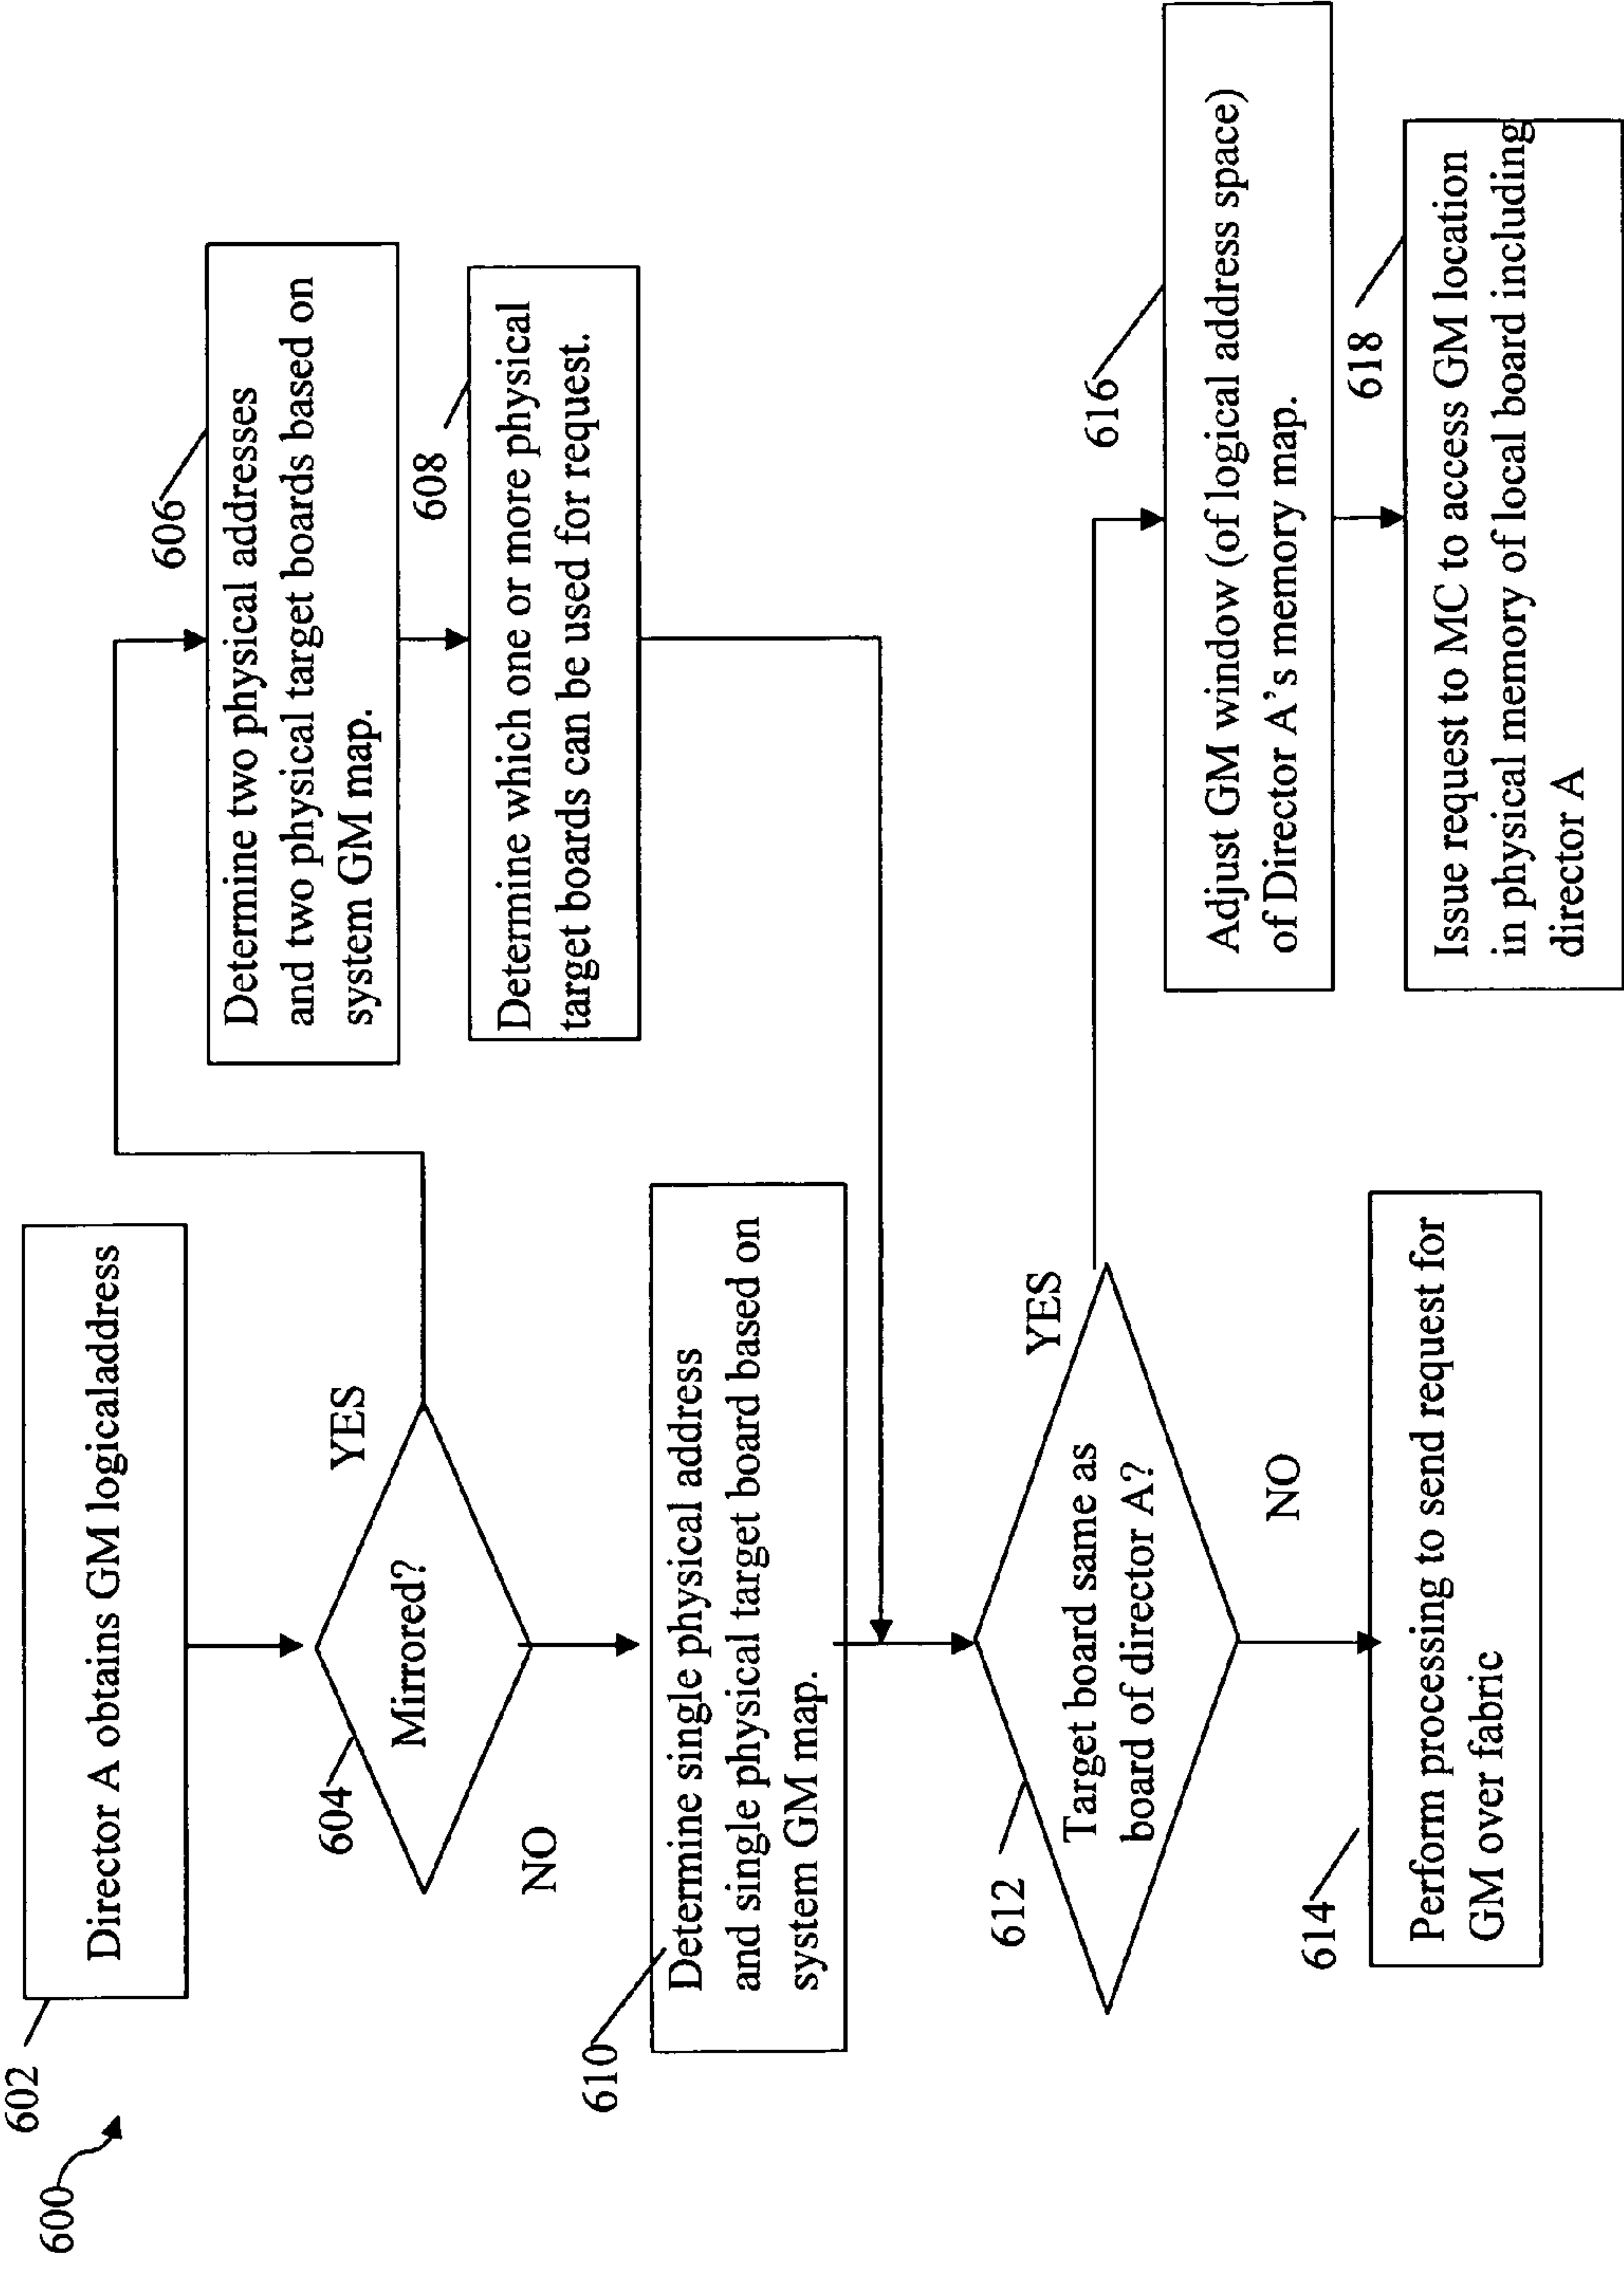 600
602
Director A obtains GM logicaladdress
604
Mirrored?
YES
NO
606
Determine two physical addresses
and two physical target boards based on
system GM map.
608
Determine which one or more physical
target boards can be used for request.
610
Determine single physical address
and single physical target board based on
system GM map.
612
Target board same as
board of director A?
YES
NO
614
Perform processing to send request for
GM over fabric
616
Adjust GM window (of logical address space)
of Director A's memory map.
618
Issue request to MC to access GM location
in physical memory of local board including
director A